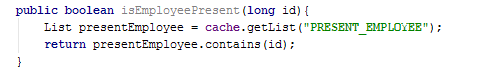 public boolean isEmployeePresent(long id){
List presentEmployee = cache.getList("PRESENT_EMPLOYEE");
return presentEmployee.contains(id);
}